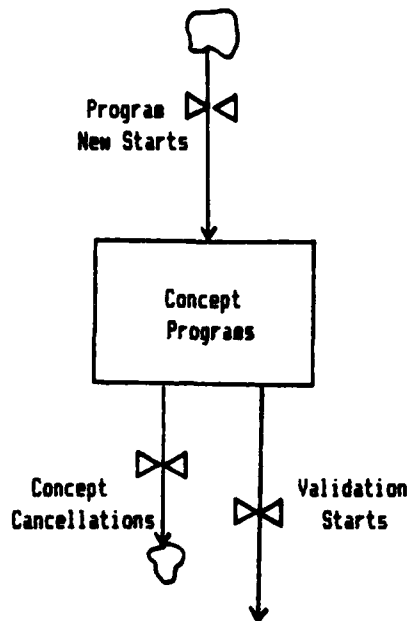 Program
New Starts
Concept
Programs
Concept
Cancellations
Validation
Starts